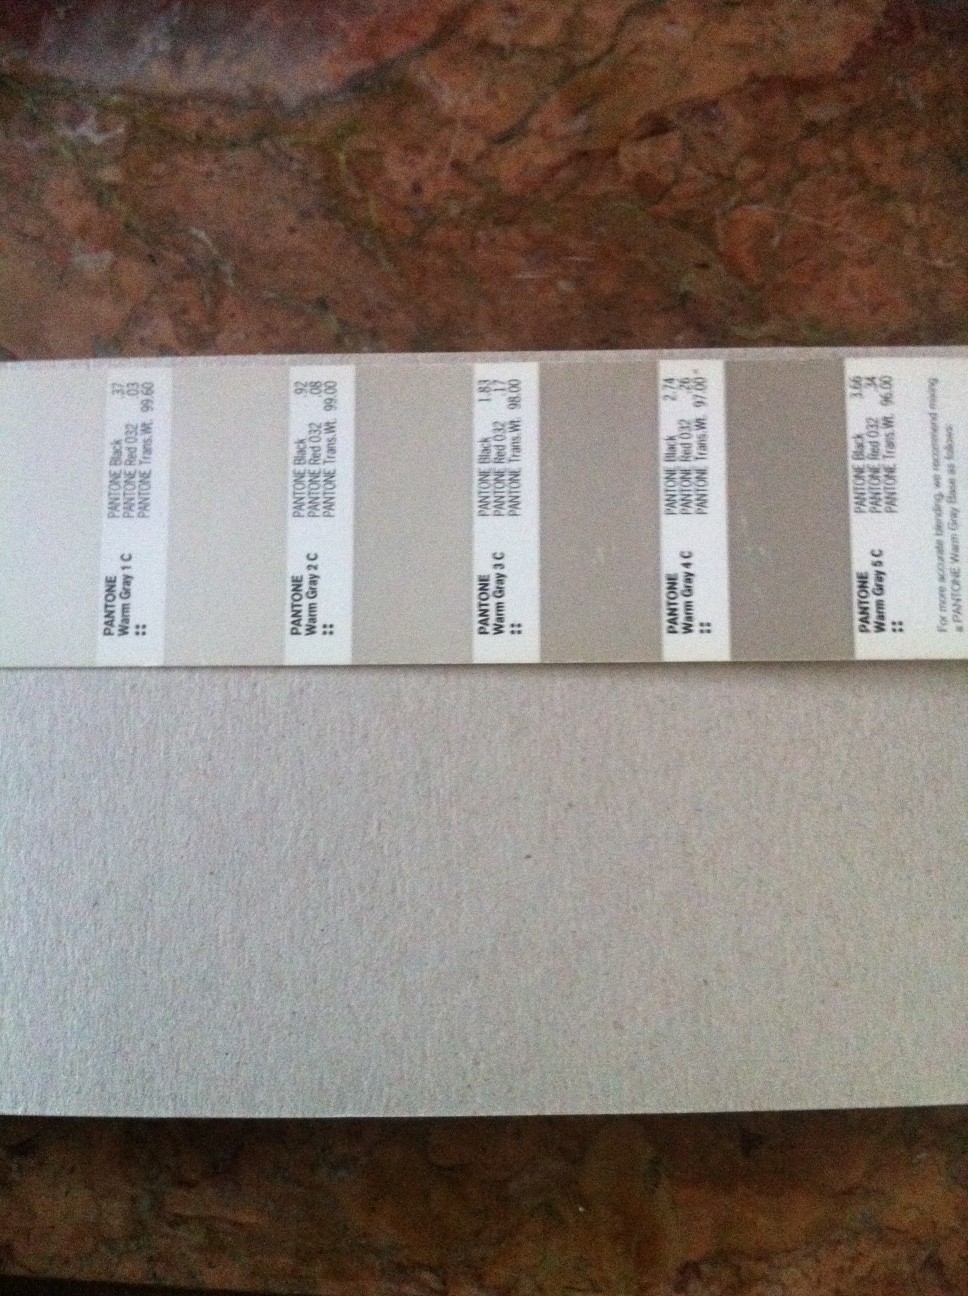 PANTONE
Warm Gray 1 C
PANTONE Black .37
PANTONE Red 032 .03
PANTONE Trans.Wt. 99.60
PANTONE
Warm Gray 2 C
PANTONE Black .92
PANTONE Red 032 .08
PANTONE Trans.Wt. 99.00
PANTONE
Warm Gray 3 C
PANTONE Black 1.83
PANTONE Red 032 .17
PANTONE Trans.Wt. 98.00
PANTONE
Warm Gray 4 C
PANTONE Black 2.74
PANTONE Red 032 .26
PANTONE Trans.Wt. 97.00
PANTONE
Warm Gray 5 C
PANTONE Black 3.66
PANTONE Red 032 .34
PANTONE Trans.Wt. 96.00
For more accurate blending, we recommend mixing
a PANTONE Warm Gray Base as follows: